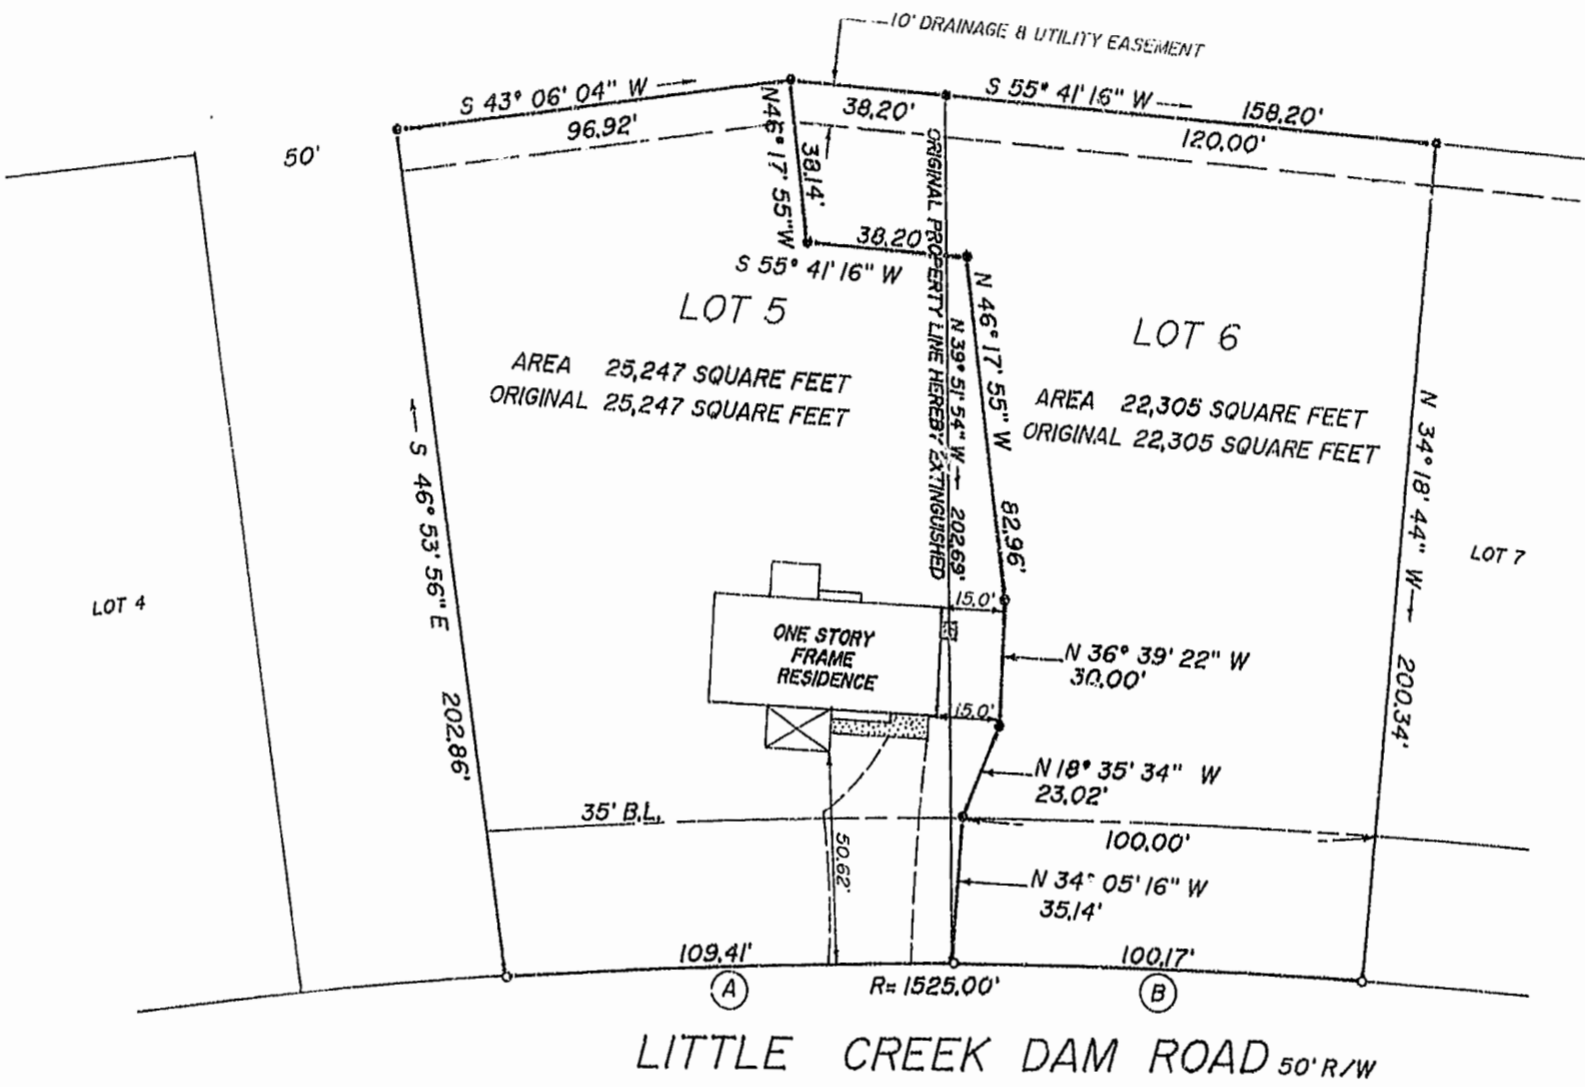 10' DRAINAGE & UTILITY EASEMENT
S 43° 06' 04" W
96.92'
38.20'
S 55° 41' 16" W
158.20'
120.00'
50'
N 46° 17' 55" W
38.14'
38.20'
S 55° 41' 16" W
ORIGINAL PROPERTY LINE HEREBY EXTINGUISHED
N 39° 51' 54" W 202.69'
N 46° 17' 55" W
82.96'
LOT 5
AREA 25,247 SQUARE FEET
ORIGINAL 25,247 SQUARE FEET
LOT 6
AREA 22,305 SQUARE FEET
ORIGINAL 22,305 SQUARE FEET
S 46° 53' 56" E
202.86'
N 34° 18' 44" W
200.34'
LOT 4
LOT 7
ONE STORY
FRAME
RESIDENCE
15.0'
N 36° 39' 22" W
30.00'
15.0'
N 18° 35' 34" W
23.02'
35' B.L.
100.00'
50.62'
N 34° 05' 16" W
35.14'
109.41'
A
R= 1525.00'
100.17'
B
LITTLE CREEK DAM ROAD 50' R/W